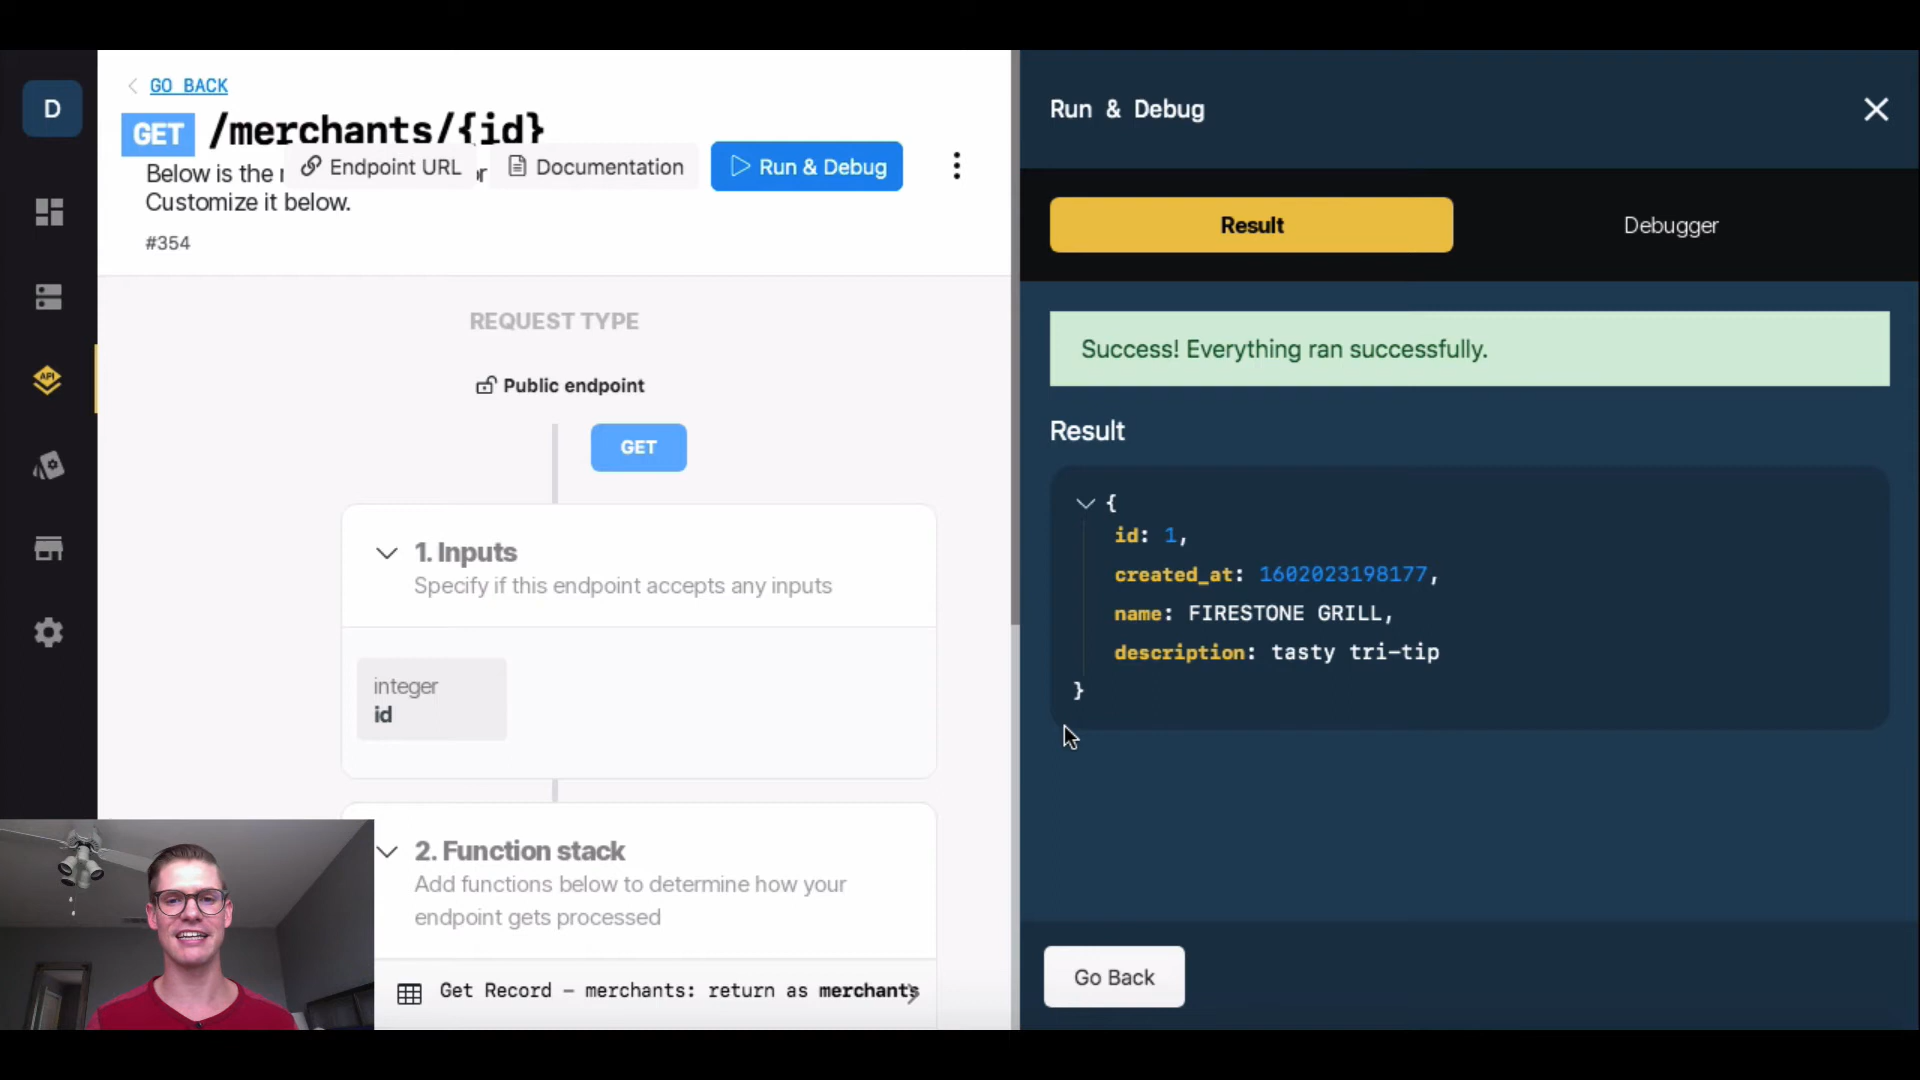 D
GO BACK
GET /merchants/{id}
Below is the
Customize it below.
Endpoint URL
Documentation
Run & Debug
#354
REQUEST TYPE
Public endpoint
GET
1. Inputs
Specify if this endpoint accepts any inputs
integer
id
2. Function stack
Add functions below to determine how your
endpoint gets processed
Get Record – merchants: return as merchants
API
Run & Debug
Result
Debugger
Success! Everything ran successfully.
Result
{
id: 1,
created_at: 1602023198177,
name: FIRESTONE GRILL,
description: tasty tri-tip
}
Go Back